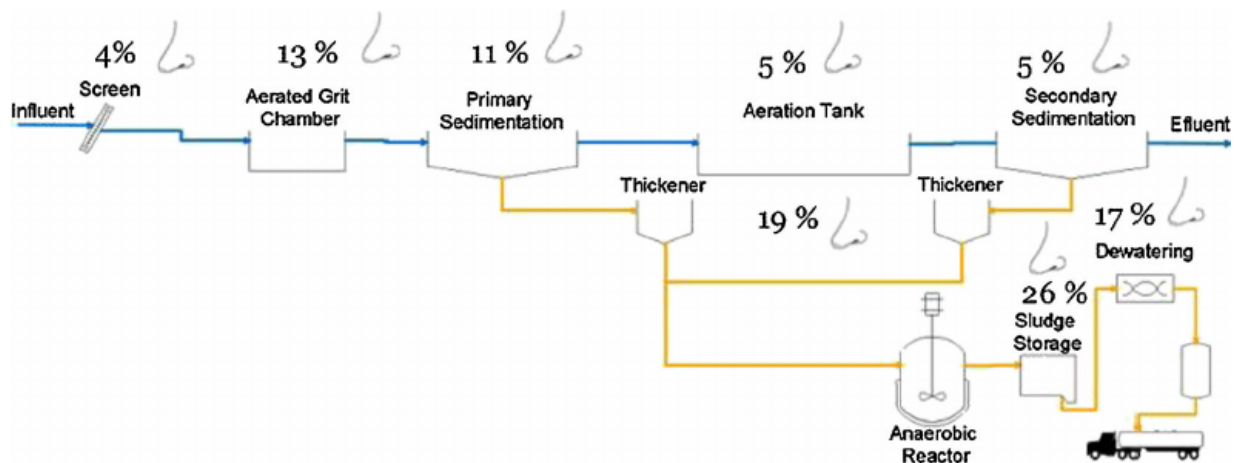 4%
13 %
11 %
5 %
5 %
Screen
Influent
Aerated Grit
Chamber
Primary
Sedimentation
Aeration Tank
Secondary
Sedimentation
Efluent
Thickener
Thickener
19 %
17 %
Dewatering
26 %
Sludge
Storage
Anaerobic
Reactor